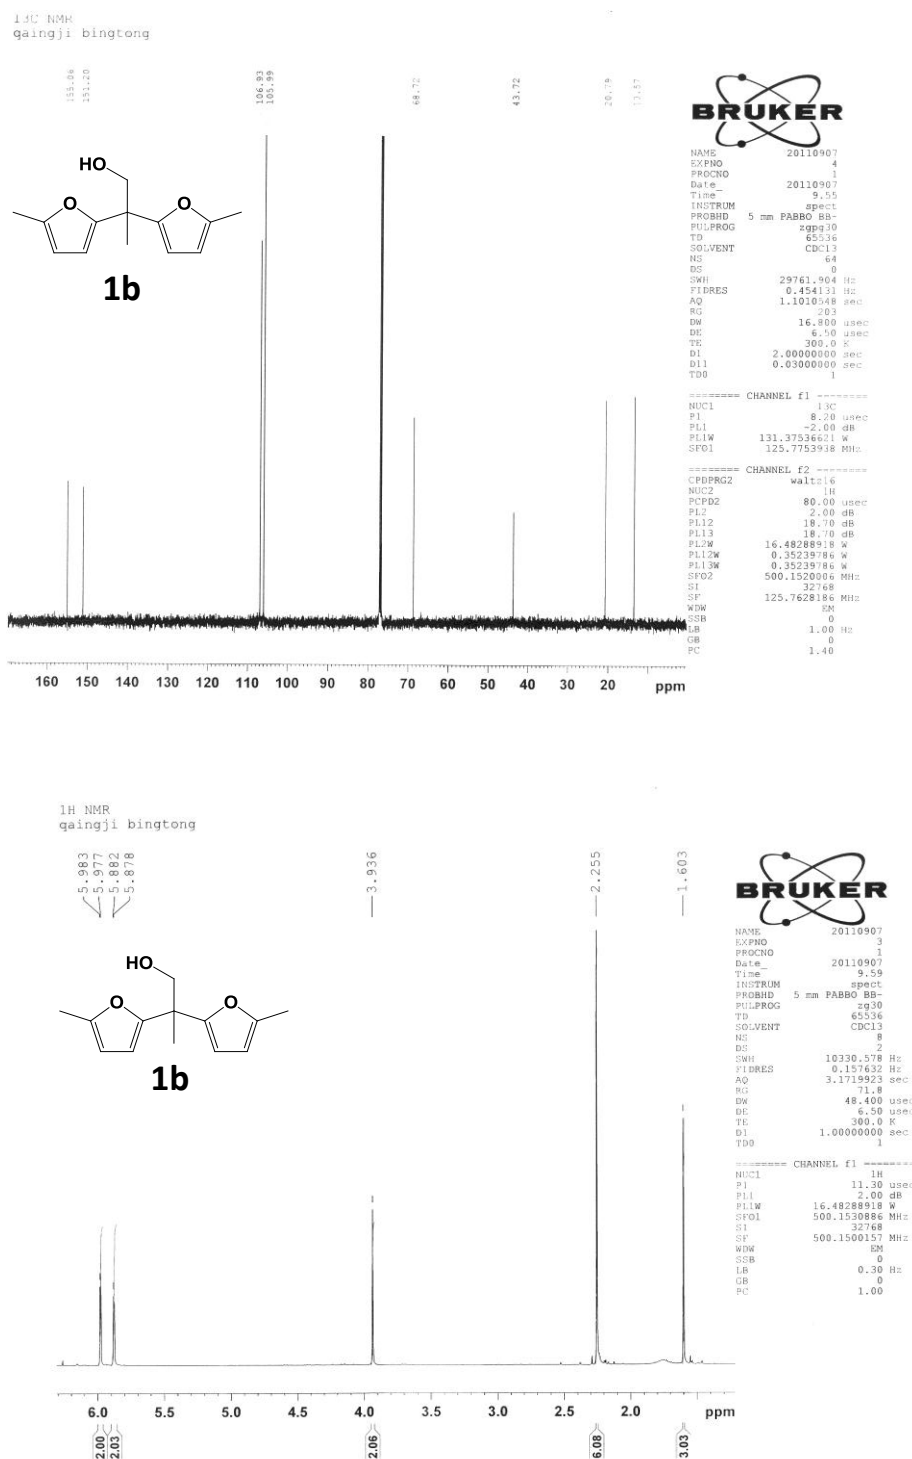 13C NMR
qaingji bingtong
155.06
151.20
106.93
105.99
68.72
43.72
20.79
13.57
HO
O
O
1b
BRUKER
NAME 20110907
EXPNO 4
PROCNO 1
Date_ 20110907
Time 9.55
INSTRUM spect
PROBHD 5 mm PABBO BB-
PULPROG zgpg30
TD 65536
SOLVENT CDCl3
NS 64
DS 0
SWH 29761.904 Hz
FIDRES 0.454131 Hz
AQ 1.1010548 sec
RG 203
DW 16.800 usec
DE 6.50 usec
TE 300.0 K
D1 2.00000000 sec
D11 0.03000000 sec
TD0 1
======== CHANNEL f1 ========
NUC1 13C
P1 8.20 usec
PL1 -2.00 dB
PL1W 131.37536621 W
SFO1 125.7753938 MHz
======== CHANNEL f2 ========
CPDPRG2 waltz16
NUC2 1H
PCPD2 80.00 usec
PL2 2.00 dB
PL12 18.70 dB
PL13 18.70 dB
PL2W 16.48288918 W
PL12W 0.35239786 W
PL13W 0.35239786 W
SFO2 500.1520006 MHz
SI 32768
SF 125.7628186 MHz
WDW EM
SSB 0
LB 1.00 Hz
GB 0
PC 1.40
160 150 140 130 120 110 100 90 80 70 60 50 40 30 20 ppm
1H NMR
qaingji bingtong
5.983
5.977
5.882
5.878
3.936
2.255
1.603
HO
O
O
1b
BRUKER
NAME 20110907
EXPNO 3
PROCNO 1
Date_ 20110907
Time 9.59
INSTRUM spect
PROBHD 5 mm PABBO BB-
PULPROG zg30
TD 65536
SOLVENT CDCl3
NS 8
DS 2
SWH 10330.578 Hz
FIDRES 0.157632 Hz
AQ 3.1719923 sec
RG 71.8
DW 48.400 usec
DE 6.50 usec
TE 300.0 K
D1 1.00000000 sec
TD0 1
======== CHANNEL f1 ========
NUC1 1H
P1 11.30 usec
PL1 2.00 dB
PL1W 16.48288918 W
SFO1 500.1530886 MHz
SI 32768
SF 500.1500157 MHz
WDW EM
SSB 0
LB 0.30 Hz
GB 0
PC 1.00
6.0 5.5 5.0 4.5 4.0 3.5 3.0 2.5 2.0 ppm
2.00
2.03
2.06
6.08
3.03